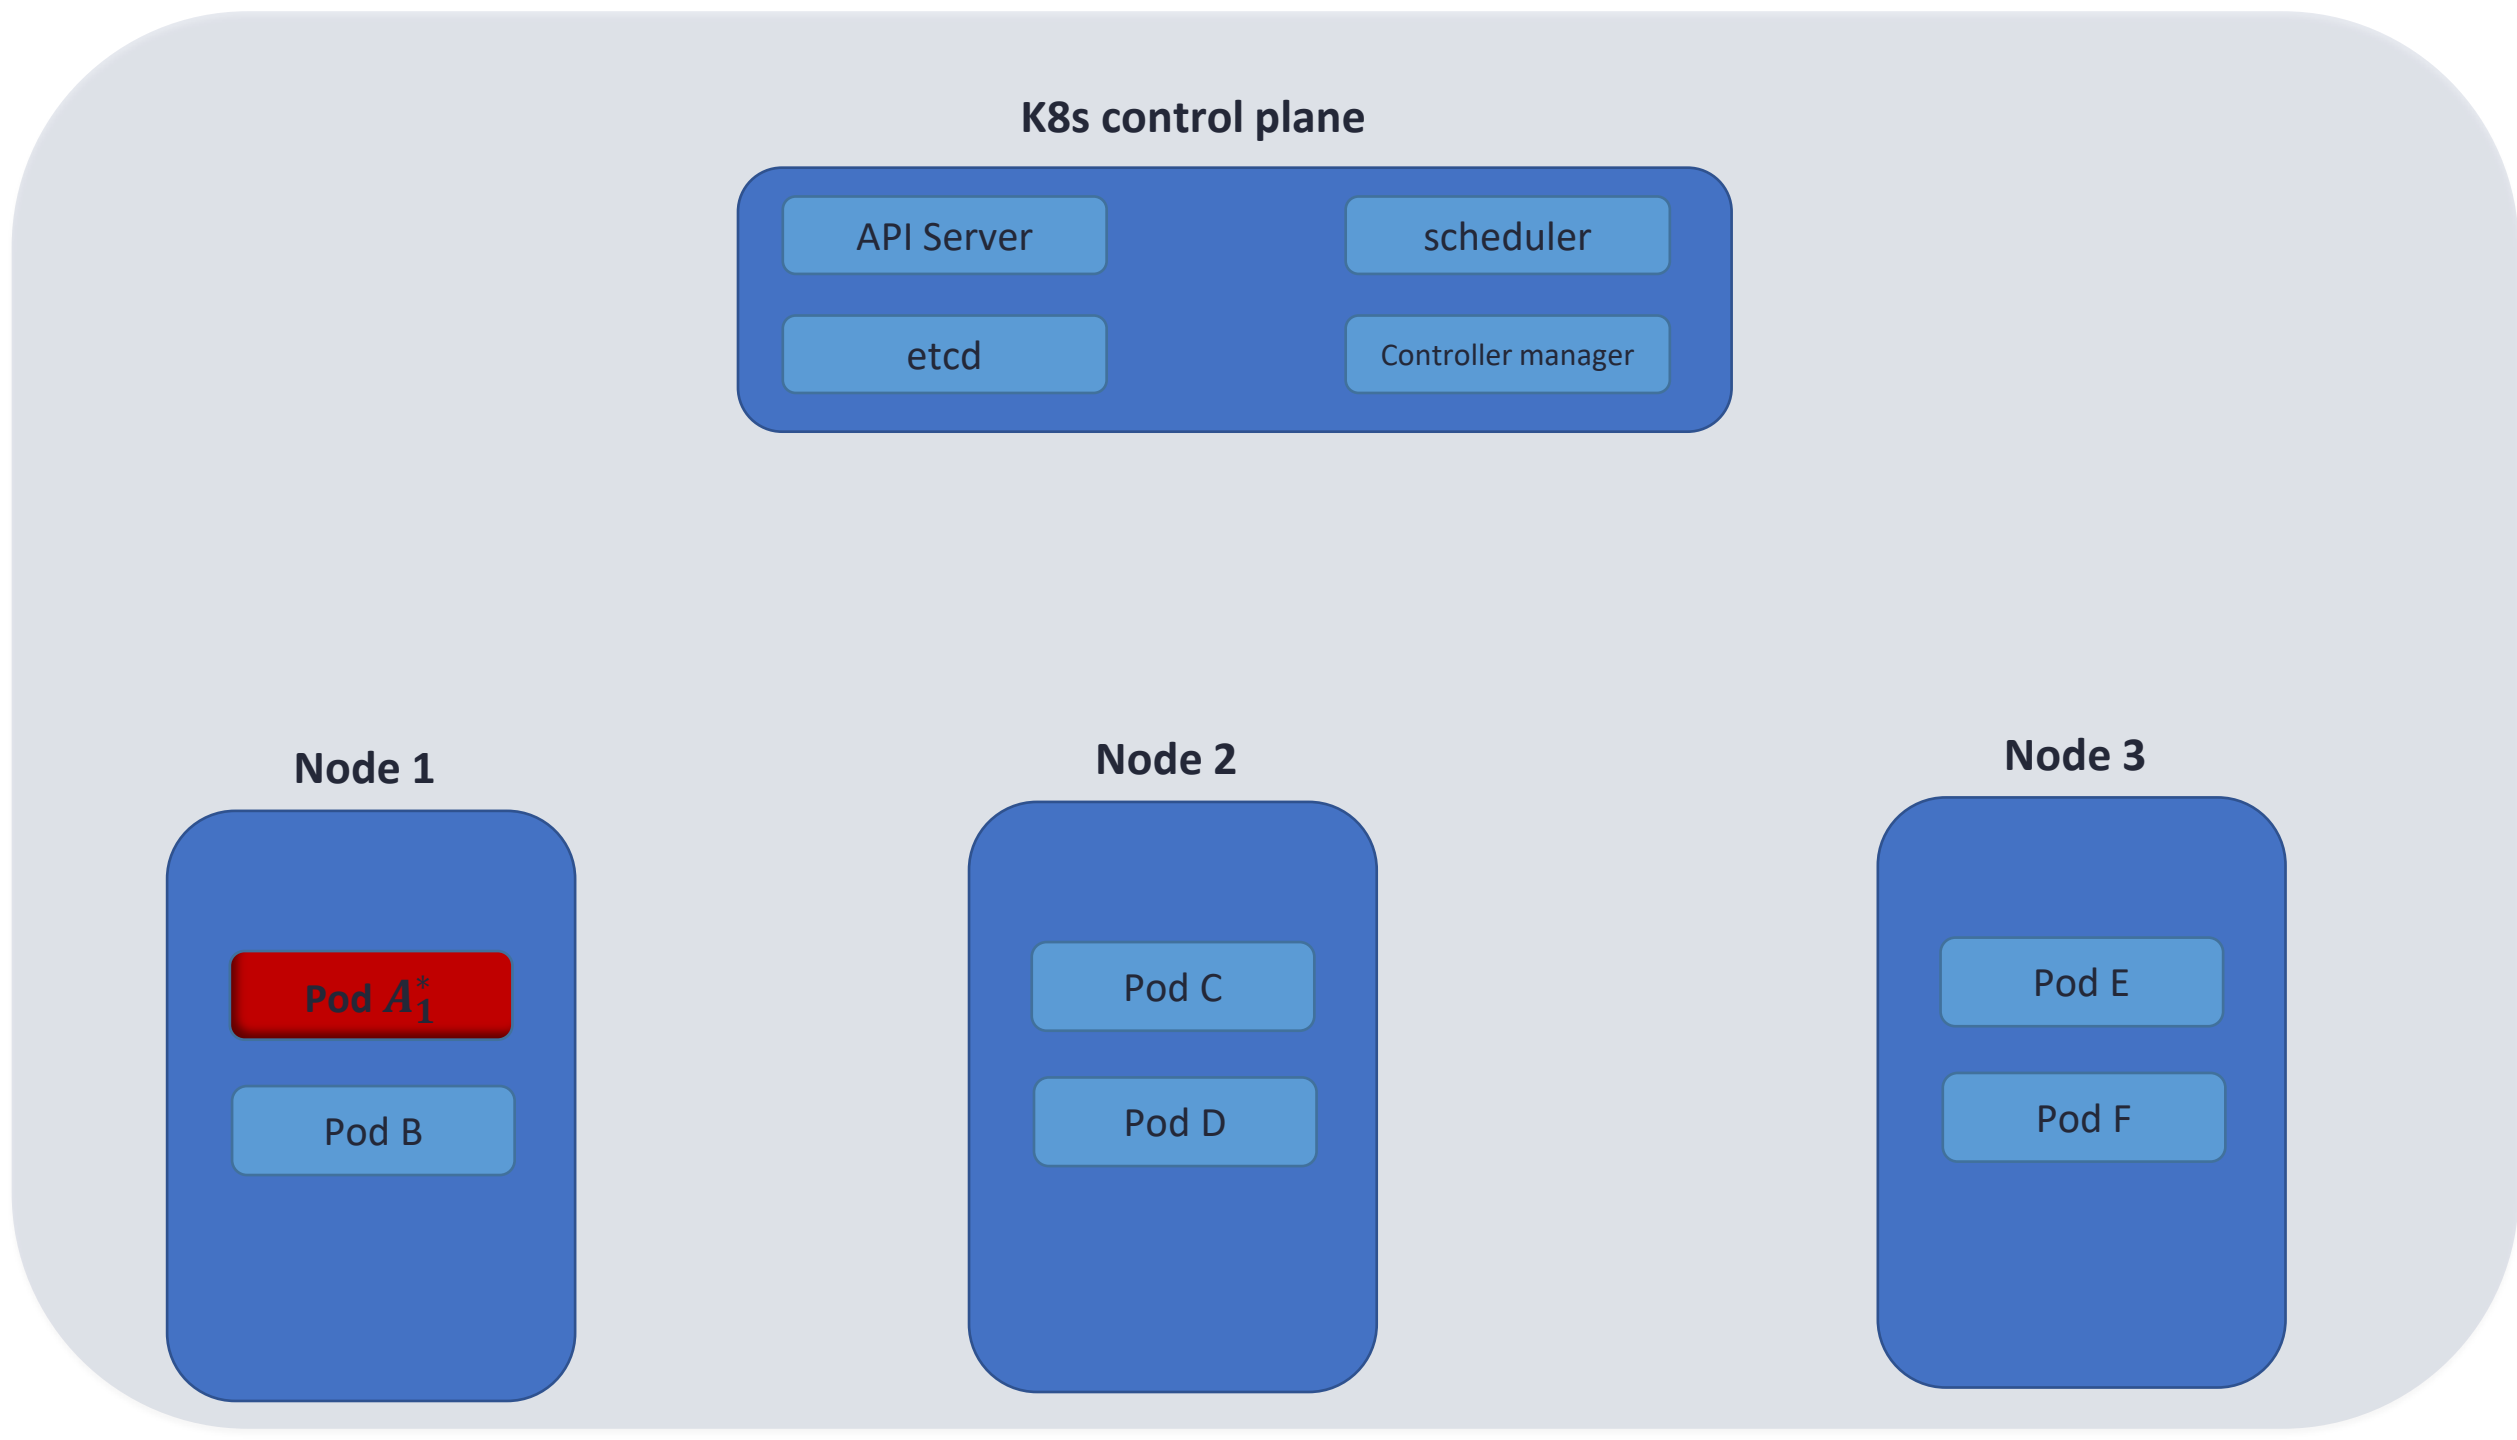 K8s control plane
API Server
scheduler
etcd
Controller manager
Node 1
Node 2
Node 3
Pod A₁*
Pod C
Pod E
Pod B
Pod D
Pod F